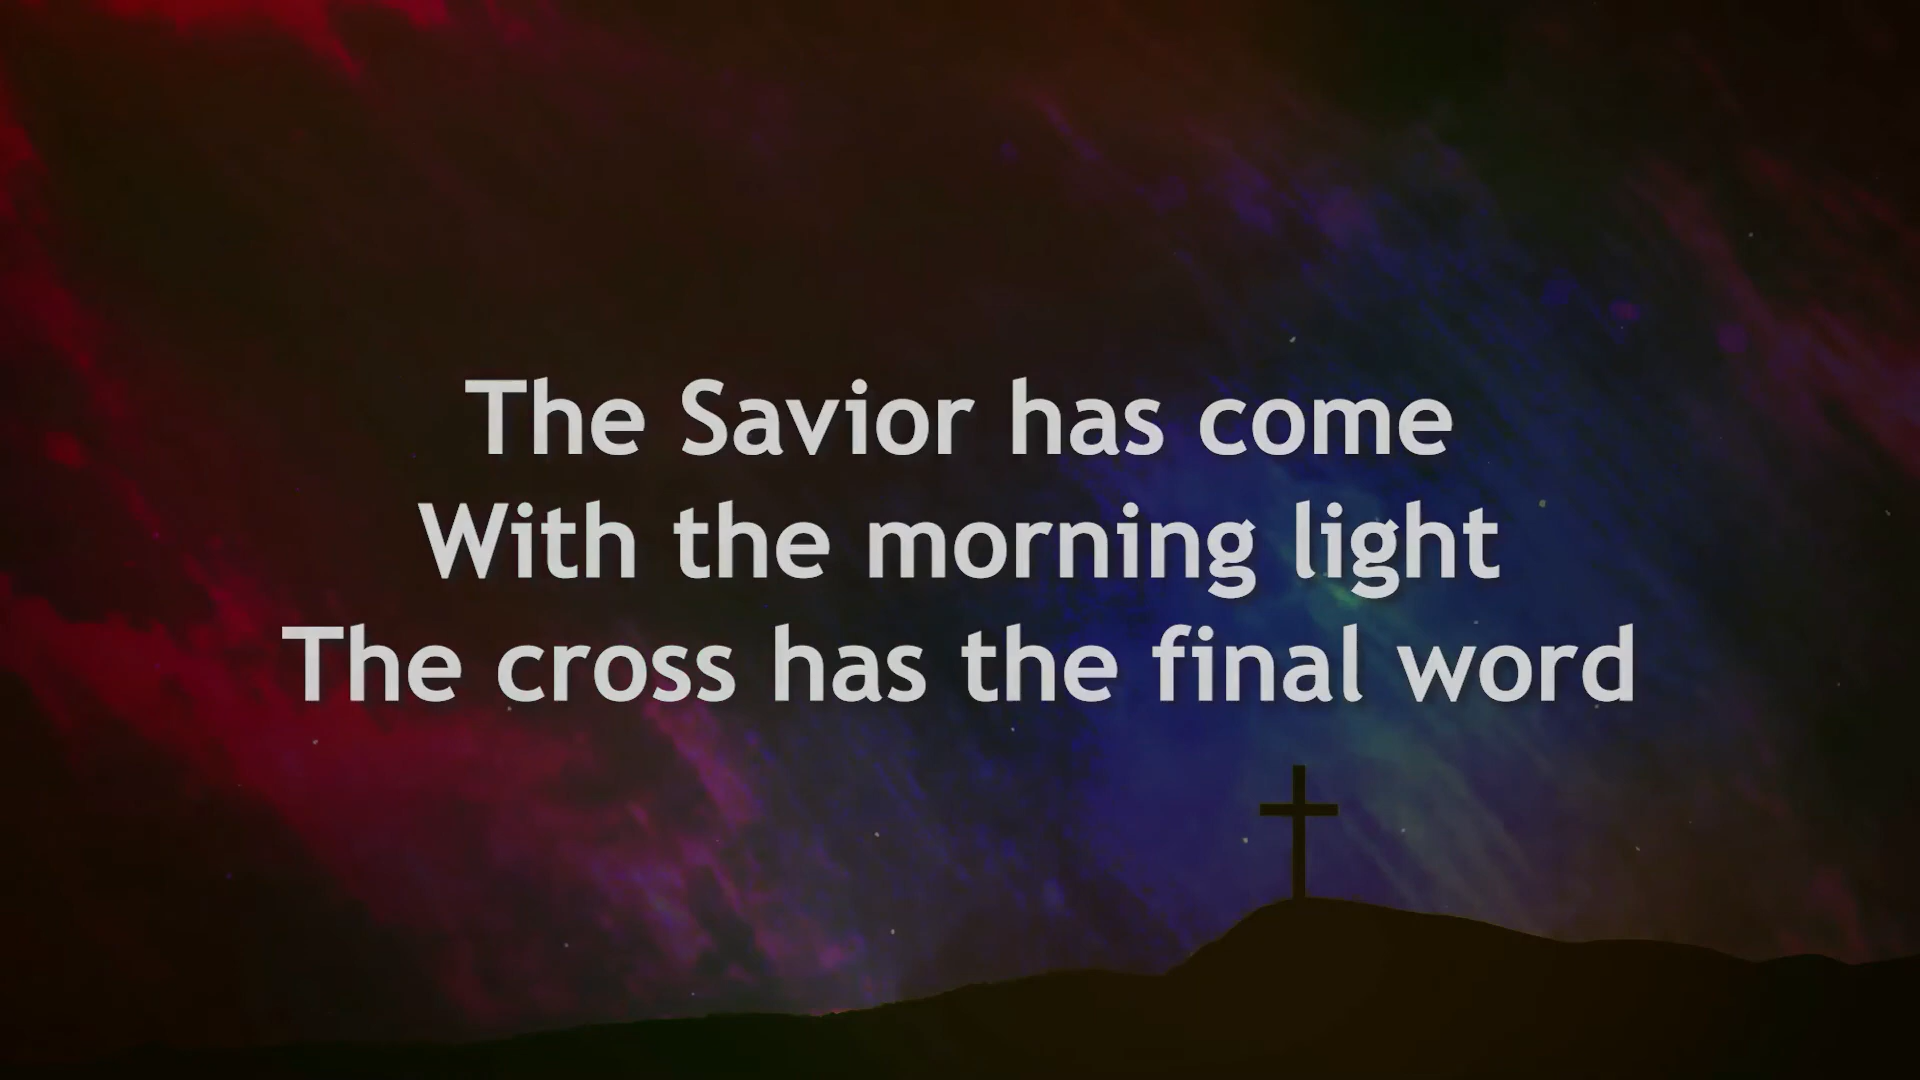 The Savior has come
With the morning light
The cross has the final word